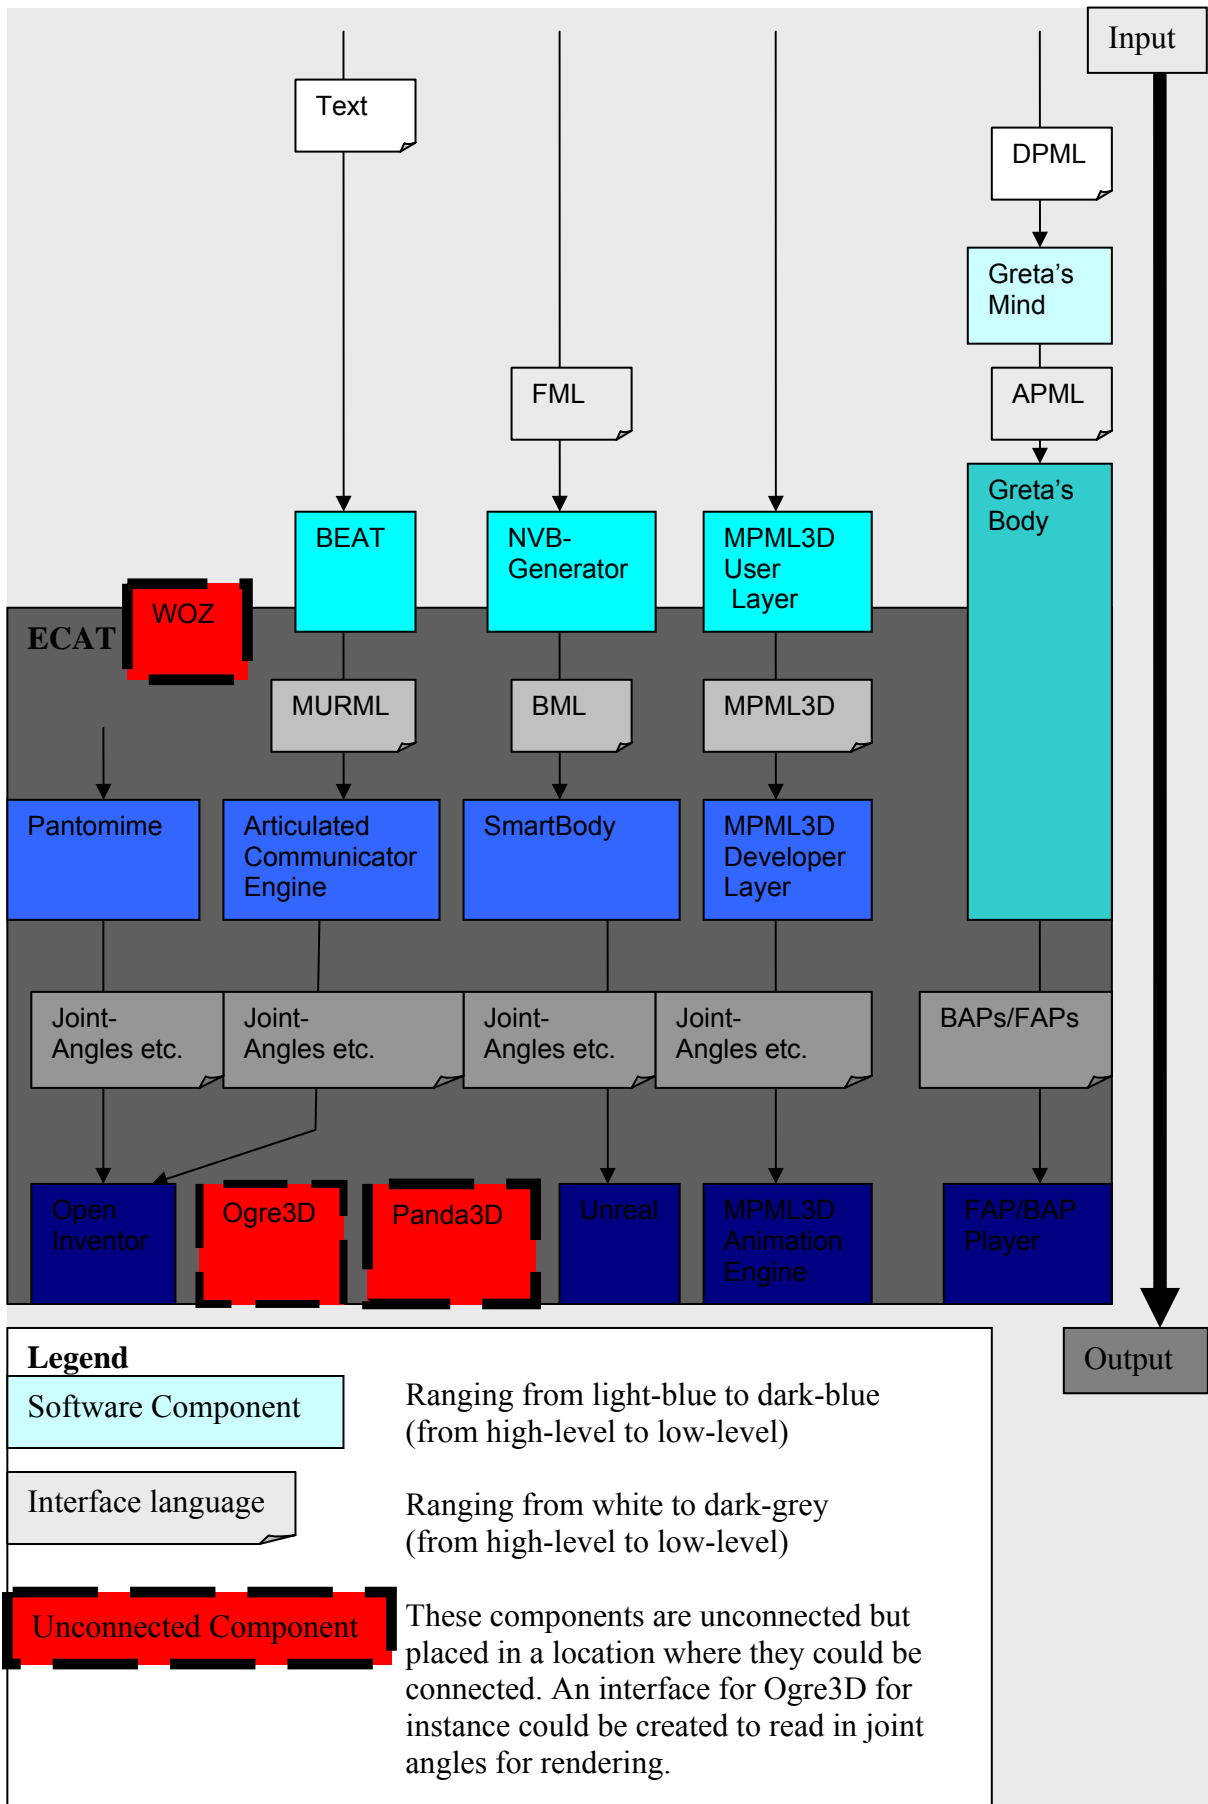 Input
Text
DPML
Greta's
Mind
FML
APML
Greta's
Body
BEAT
NVB-
Generator
MPML3D
User
Layer
WOZ
ECAT
MURML
BML
MPML3D
Pantomime
Articulated
Communicator
Engine
SmartBody
MPML3D
Developer
Layer
Joint-
Angles etc.
Joint-
Angles etc.
Joint-
Angles etc.
Joint-
Angles etc.
BAPs/FAPs
Open
Inventor
Ogre3D
Panda3D
Unreal
MPML3D
Animation
Engine
FAP/BAP
Player
Output
Legend
Software Component
Ranging from light-blue to dark-blue
(from high-level to low-level)
Interface language
Ranging from white to dark-grey
(from high-level to low-level)
Unconnected Component
These components are unconnected but
placed in a location where they could be
connected. An interface for Ogre3D for
instance could be created to read in joint
angles for rendering.